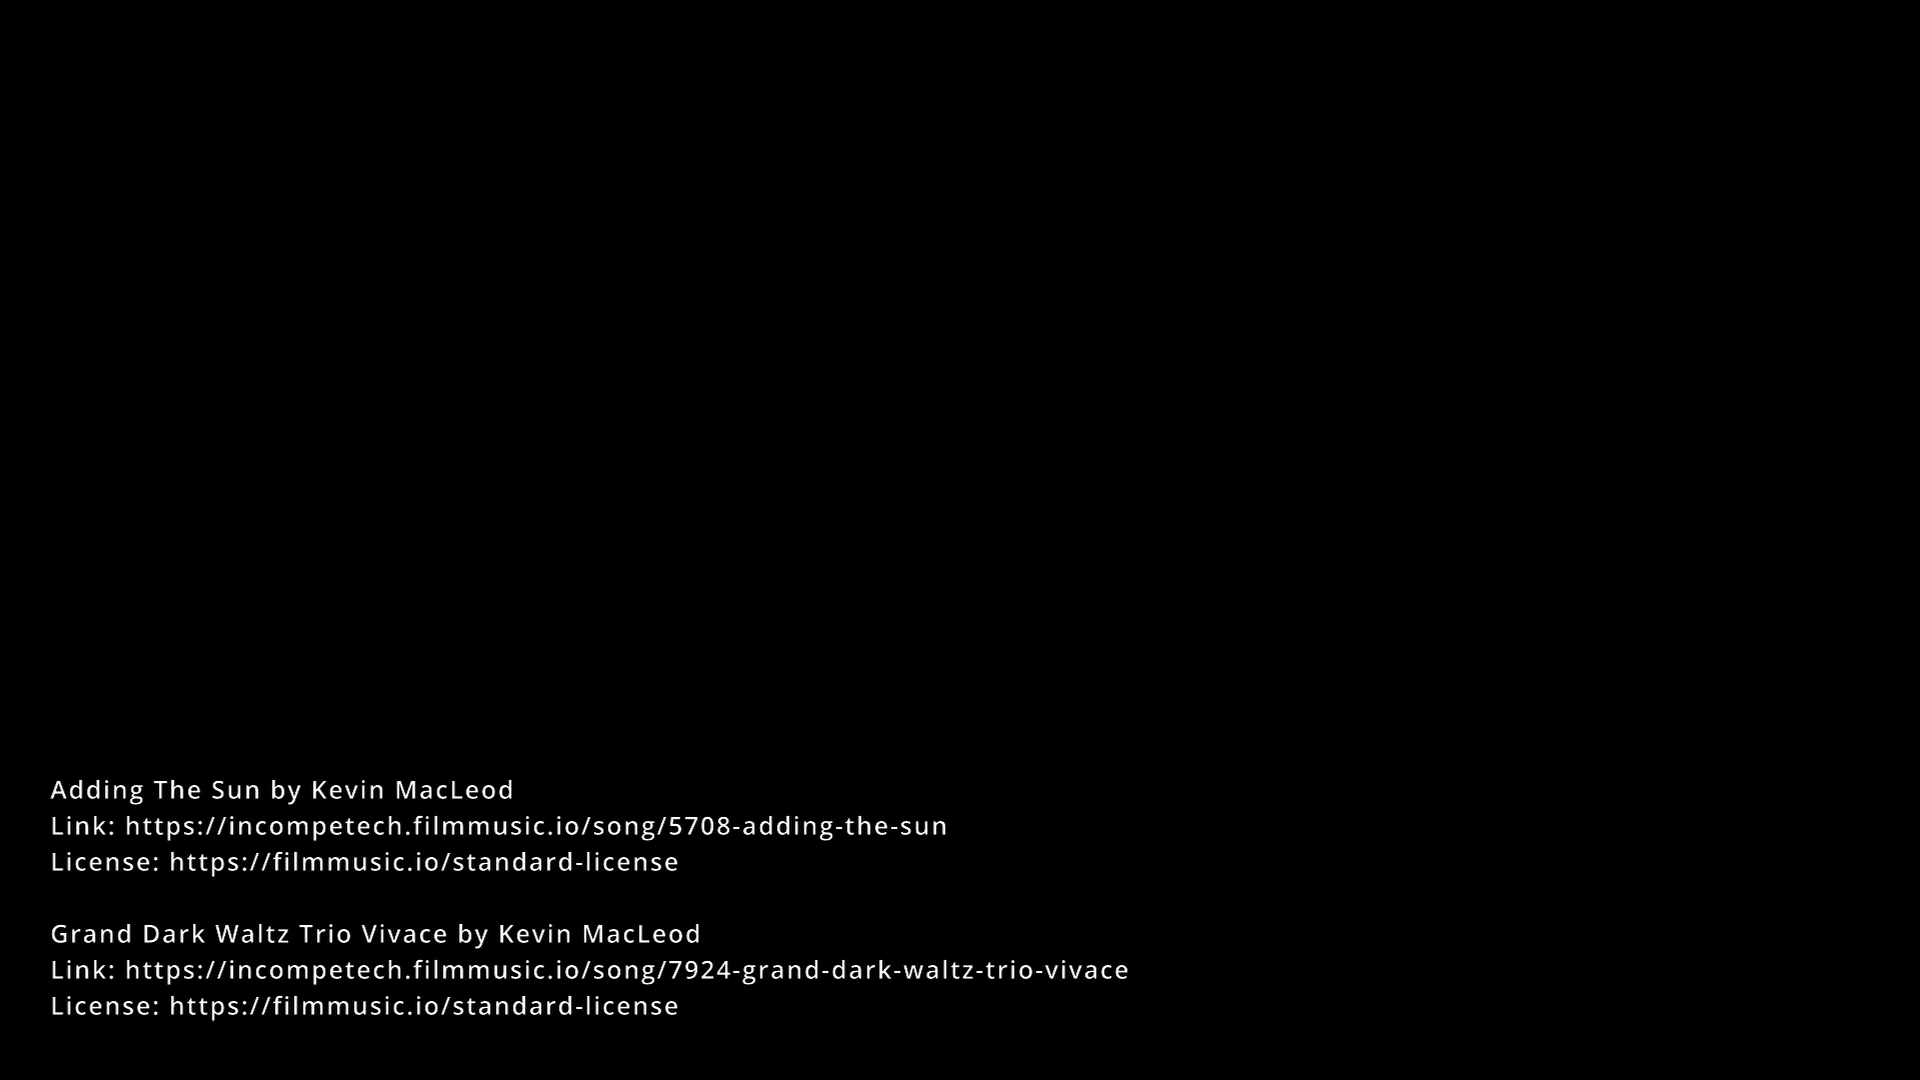 Adding The Sun by Kevin MacLeod
Link: https://incompetech.filmmusic.io/song/5708-adding-the-sun
License: https://filmmusic.io/standard-license
Grand Dark Waltz Trio Vivace by Kevin MacLeod
Link: https://incompetech.filmmusic.io/song/7924-grand-dark-waltz-trio-vivace
License: https://filmmusic.io/standard-license